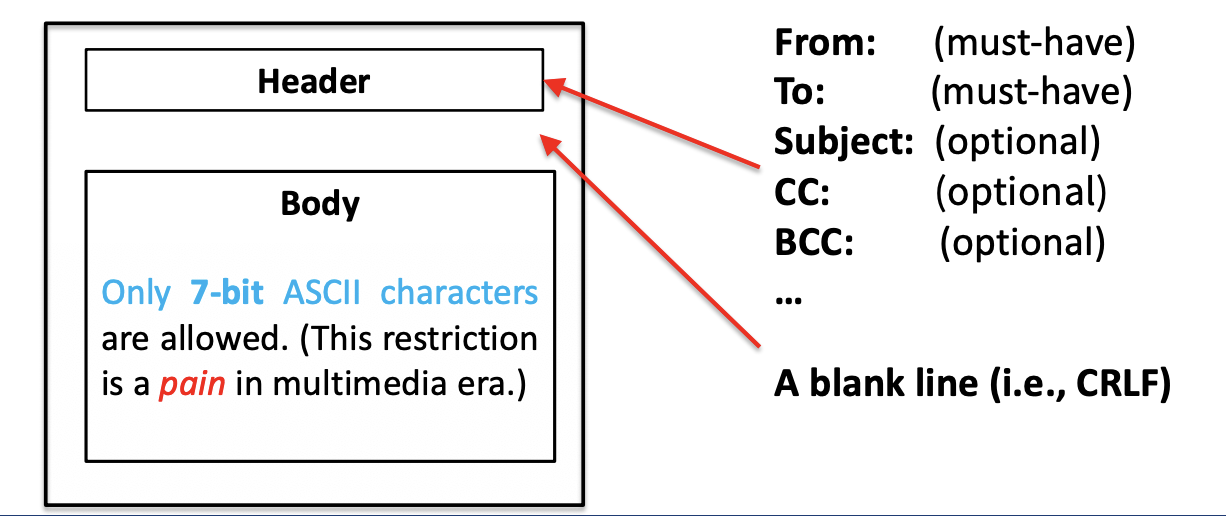 Header
Body
Only 7-bit ASCII characters
are allowed. (This restriction
is a pain in multimedia era.)
From: (must-have)
To: (must-have)
Subject: (optional)
CC: (optional)
BCC: (optional)
...
A blank line (i.e., CRLF)